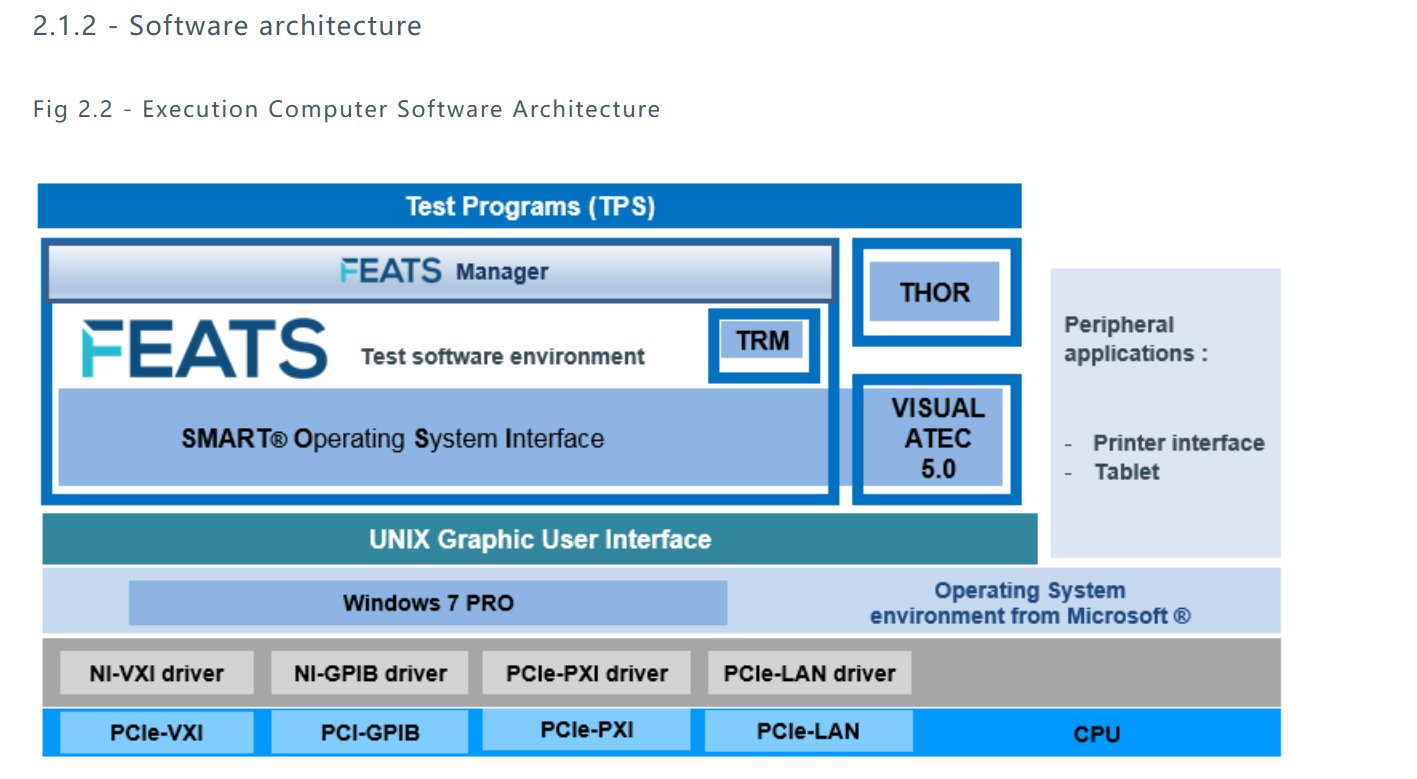 2.1.2 - Software architecture
Fig 2.2 - Execution Computer Software Architecture
Test Programs (TPS)
FEATS Manager
THOR
FEATS Test software environment
TRM
SMART® Operating System Interface
VISUAL
ATEC
5.0
Peripheral
applications :
- Printer interface
- Tablet
UNIX Graphic User Interface
Windows 7 PRO
Operating System
environment from Microsoft ®
NI-VXI driver
NI-GPIB driver
PCIe-PXI driver
PCIe-LAN driver
PCIe-VXI
PCI-GPIB
PCIe-PXI
PCIe-LAN
CPU